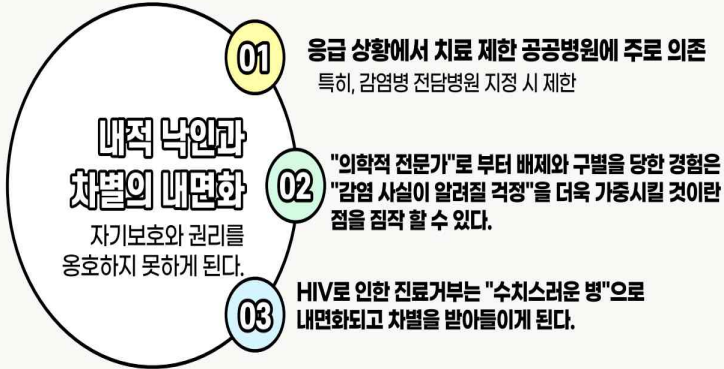 내적 낙인과
차별의 내면화
자기보호와 권리를
옹호하지 못하게 된다.
01
응급 상황에서 치료 제한 공공병원에 주로 의존
특히, 감염병 전담병원 지정 시 제한
02
"의학적 전문가"로 부터 배제와 구별을 당한 경험은
"감염 사실이 알려질 걱정"을 더욱 가중시킬 것이란
점을 짐작 할 수 있다.
03
HIV로 인한 진료거부는 "수치스러운 병"으로
내면화되고 차별을 받아들이게 된다.